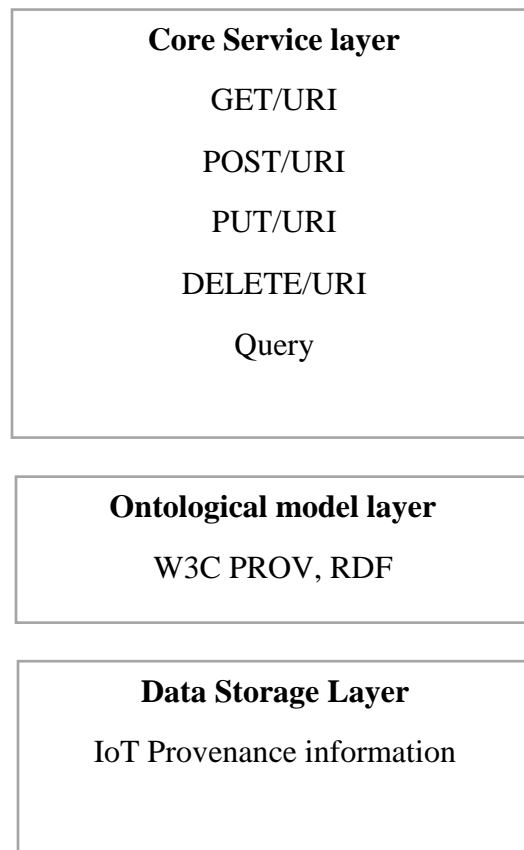 Core Service layer
GET/URI
POST/URI
PUT/URI
DELETE/URI
Query
Ontological model layer
W3C PROV, RDF
Data Storage Layer
IoT Provenance information